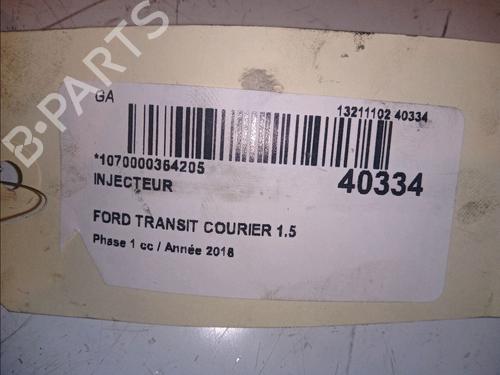 B-PARTS
GA
13211102 40334
*1070000364205
40334
INJECTEUR
FORD TRANSIT COURIER 1.5
Phase 1 cc / Année 2018